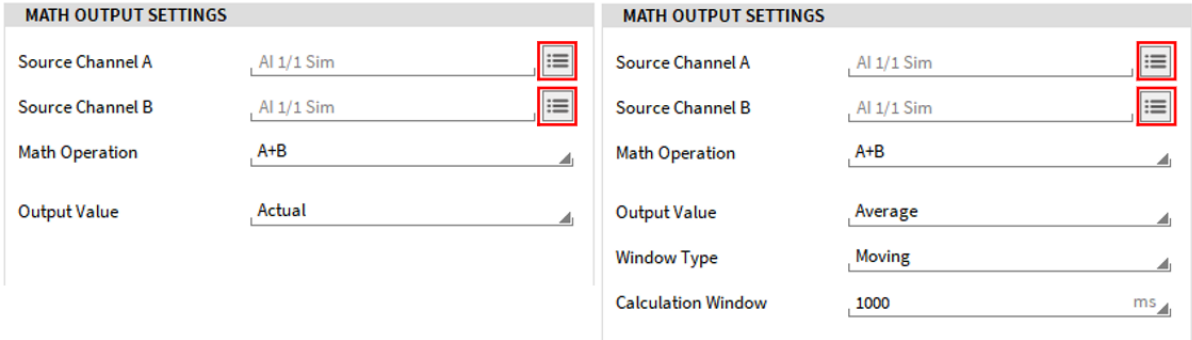 MATH OUTPUT SETTINGS
Source Channel A AI 1/1 Sim
Source Channel B AI 1/1 Sim
Math Operation A+B
Output Value Actual
MATH OUTPUT SETTINGS
Source Channel A AI 1/1 Sim
Source Channel B AI 1/1 Sim
Math Operation A+B
Output Value Average
Window Type Moving
Calculation Window 1000 ms